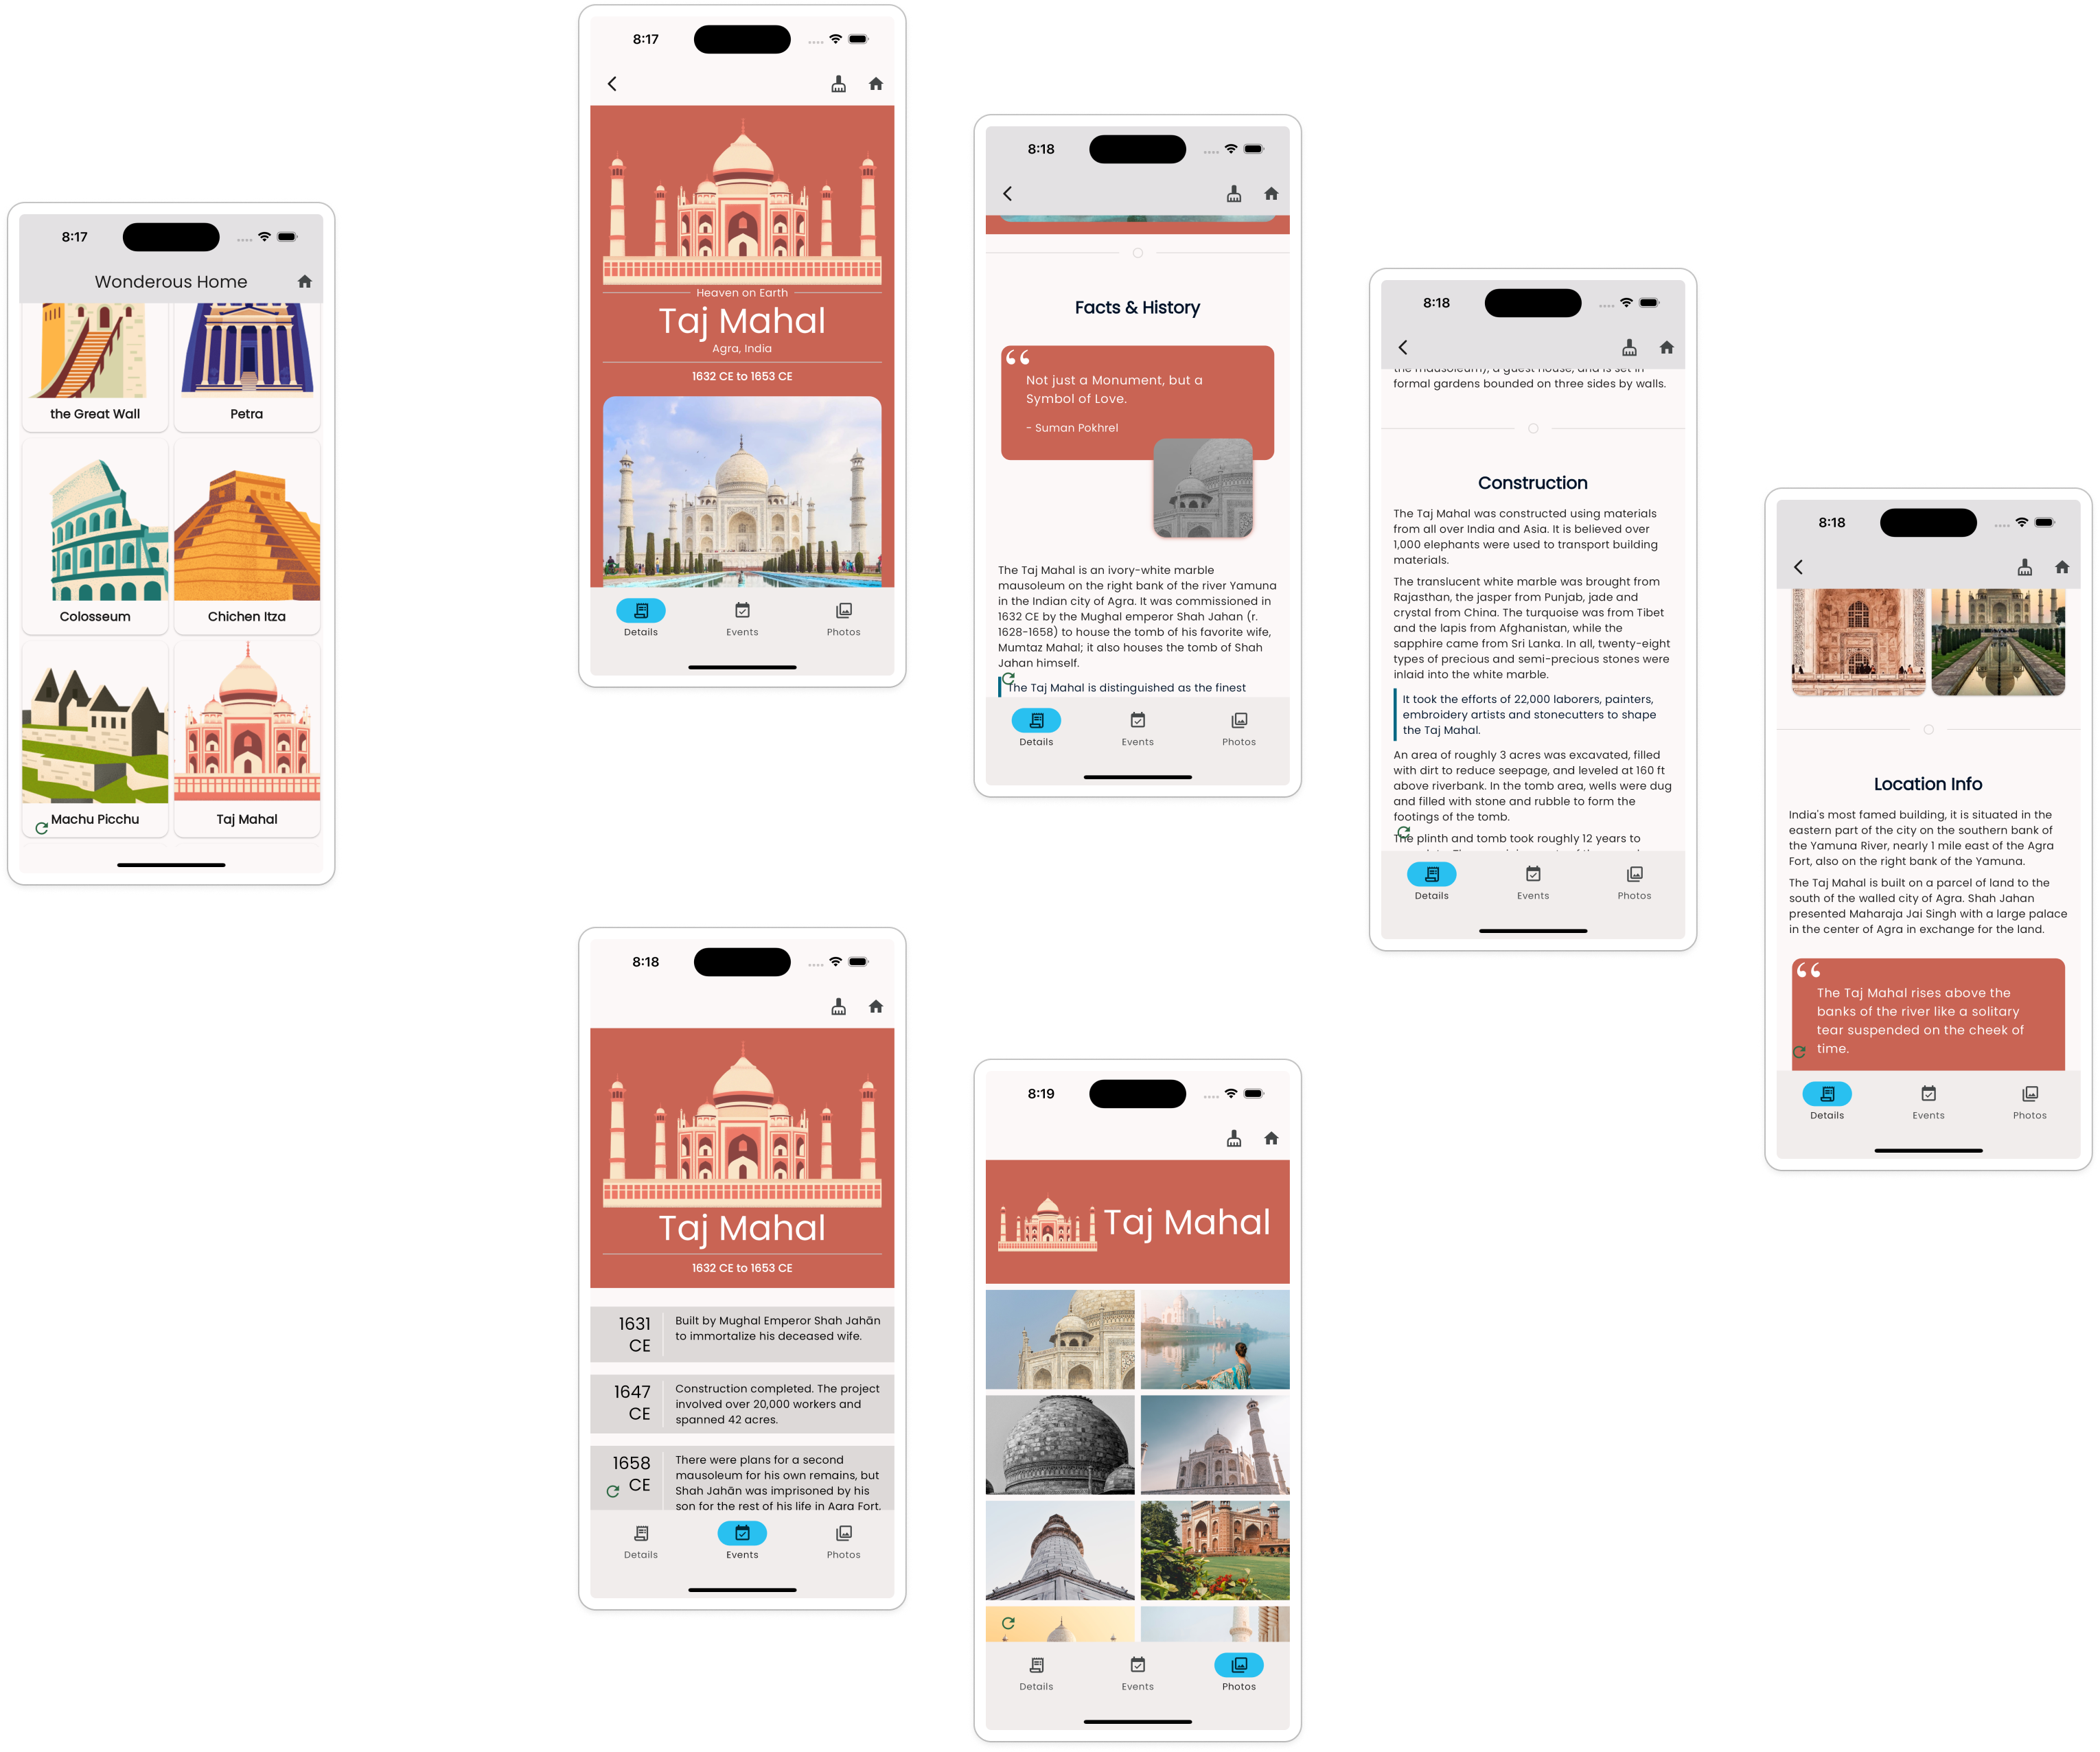 8:17
Wonderous Home
the Great Wall
Petra
Colosseum
Chichen Itza
Machu Picchu
Taj Mahal
8:17
Heaven on Earth
Taj Mahal
Agra, India
1632 CE to 1653 CE
Details
Events
Photos
8:18
Facts & History
“
Not just a Monument, but a
Symbol of Love.
- Suman Pokhrel
The Taj Mahal is an ivory-white marble
mausoleum on the right bank of the river Yamuna
in the Indian city of Agra. It was commissioned in
1632 CE by the Mughal emperor Shah Jahan (r.
1628-1658) to house the tomb of his favorite wife,
Mumtaz Mahal; it also houses the tomb of Shah
Jahan himself.
The Taj Mahal is distinguished as the finest
Details
Events
Photos
8:18
the mausoleum), a guest house, and is set in
formal gardens bounded on three sides by walls.
Construction
The Taj Mahal was constructed using materials
from all over India and Asia. It is believed over
1,000 elephants were used to transport building
materials.
The translucent white marble was brought from
Rajasthan, the jasper from Punjab, jade and
crystal from China. The turquoise was from Tibet
and the lapis from Afghanistan, while the
sapphire came from Sri Lanka. In all, twenty-eight
types of precious and semi-precious stones were
inlaid into the white marble.
It took the efforts of 22,000 laborers, painters,
embroidery artists and stonecutters to shape
the Taj Mahal.
An area of roughly 3 acres was excavated, filled
with dirt to reduce seepage, and leveled at 160 ft
above riverbank. In the tomb area, wells were dug
and filled with stone and rubble to form the
footings of the tomb.
The plinth and tomb took roughly 12 years to
Details
Events
Photos
8:18
Location Info
India's most famed building, it is situated in the
eastern part of the city on the southern bank of
the Yamuna River, nearly 1 mile east of the Agra
Fort, also on the right bank of the Yamuna.
The Taj Mahal is built on a parcel of land to the
south of the walled city of Agra. Shah Jahan
presented Maharaja Jai Singh with a large palace
in the center of Agra in exchange for the land.
“
The Taj Mahal rises above the
banks of the river like a solitary
tear suspended on the cheek of
time.
Details
Events
Photos
8:18
Taj Mahal
1632 CE to 1653 CE
1631
CE
Built by Mughal Emperor Shah Jahān
to immortalize his deceased wife.
1647
CE
Construction completed. The project
involved over 20,000 workers and
spanned 42 acres.
1658
CE
There were plans for a second
mausoleum for his own remains, but
Shah Jahān was imprisoned by his
son for the rest of his life in Agra Fort.
Details
Events
Photos
8:19
Taj Mahal
Details
Events
Photos